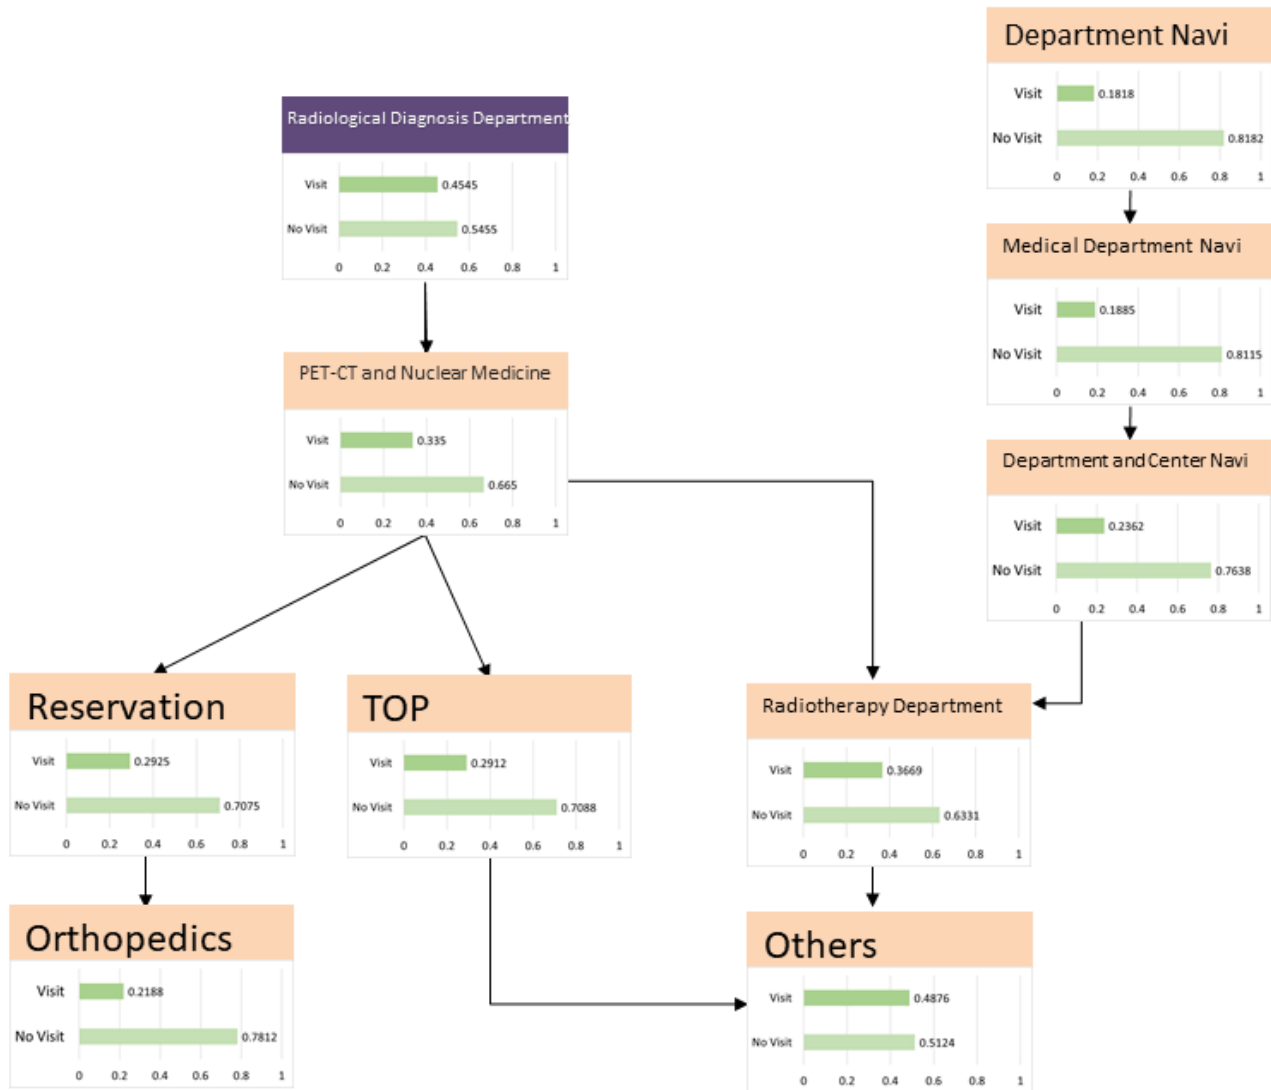 Department Navi
Visit 0.1818
No Visit 0.8182
0 0.2 0.4 0.6 0.8 1
Radiological Diagnosis Department
Visit 0.4545
No Visit 0.5455
0 0.2 0.4 0.6 0.8 1
Medical Department Navi
Visit 0.1885
No Visit 0.8115
0 0.2 0.4 0.6 0.8 1
PET-CT and Nuclear Medicine
Visit 0.335
No Visit 0.665
0 0.2 0.4 0.6 0.8 1
Department and Center Navi
Visit 0.2362
No Visit 0.7638
0 0.2 0.4 0.6 0.8 1
Reservation
Visit 0.2925
No Visit 0.7075
0 0.2 0.4 0.6 0.8 1
TOP
Visit 0.2912
No Visit 0.7088
0 0.2 0.4 0.6 0.8 1
Radiotherapy Department
Visit 0.3669
No Visit 0.6331
0 0.2 0.4 0.6 0.8 1
Orthopedics
Visit 0.2188
No Visit 0.7812
0 0.2 0.4 0.6 0.8 1
Others
Visit 0.4876
No Visit 0.5124
0 0.2 0.4 0.6 0.8 1